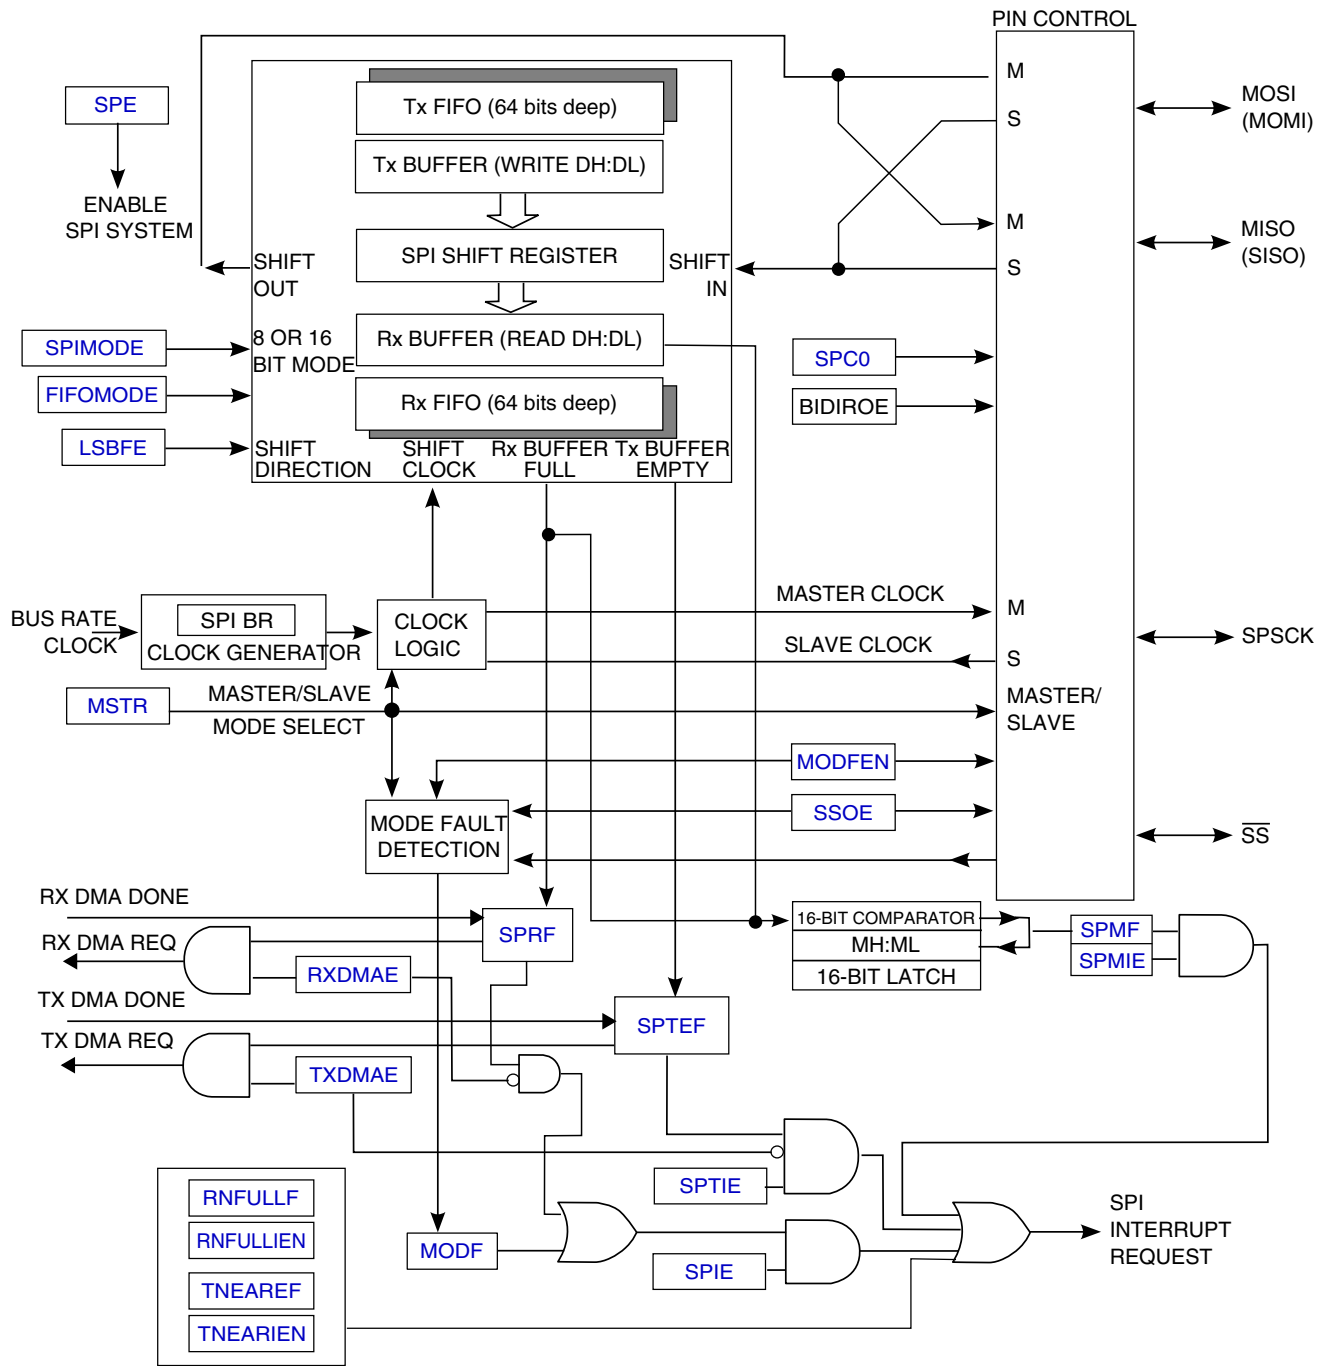 PIN CONTROL
SPE
ENABLE
SPI SYSTEM
Tx FIFO (64 bits deep)
Tx BUFFER (WRITE DH:DL)
SPI SHIFT REGISTER
SHIFT
OUT
SHIFT
IN
Rx BUFFER (READ DH:DL)
Rx FIFO (64 bits deep)
8 OR 16
BIT MODE
SPIMODE
FIFOMODE
LSBFE
SHIFT
DIRECTION
SHIFT
CLOCK
Rx BUFFER
FULL
Tx BUFFER
EMPTY
M
S
M
S
MOSI
(MOMI)
MISO
(SISO)
SPC0
BIDIROE
BUS RATE
CLOCK
SPI BR
CLOCK GENERATOR
CLOCK
LOGIC
MASTER CLOCK
SLAVE CLOCK
M
S
SPSCK
MSTR
MASTER/SLAVE
MODE SELECT
MASTER/
SLAVE
MODFEN
SSOE
MODE FAULT
DETECTION
SS
RX DMA DONE
RX DMA REQ
TX DMA DONE
TX DMA REQ
SPRF
RXDMAE
SPTEF
TXDMAE
16-BIT COMPARATOR
MH:ML
16-BIT LATCH
SPMF
SPMIE
SPTIE
SPIE
MODF
RNFULLF
RNFULLIEN
TNEAREF
TNEARIEN
SPI
INTERRUPT
REQUEST